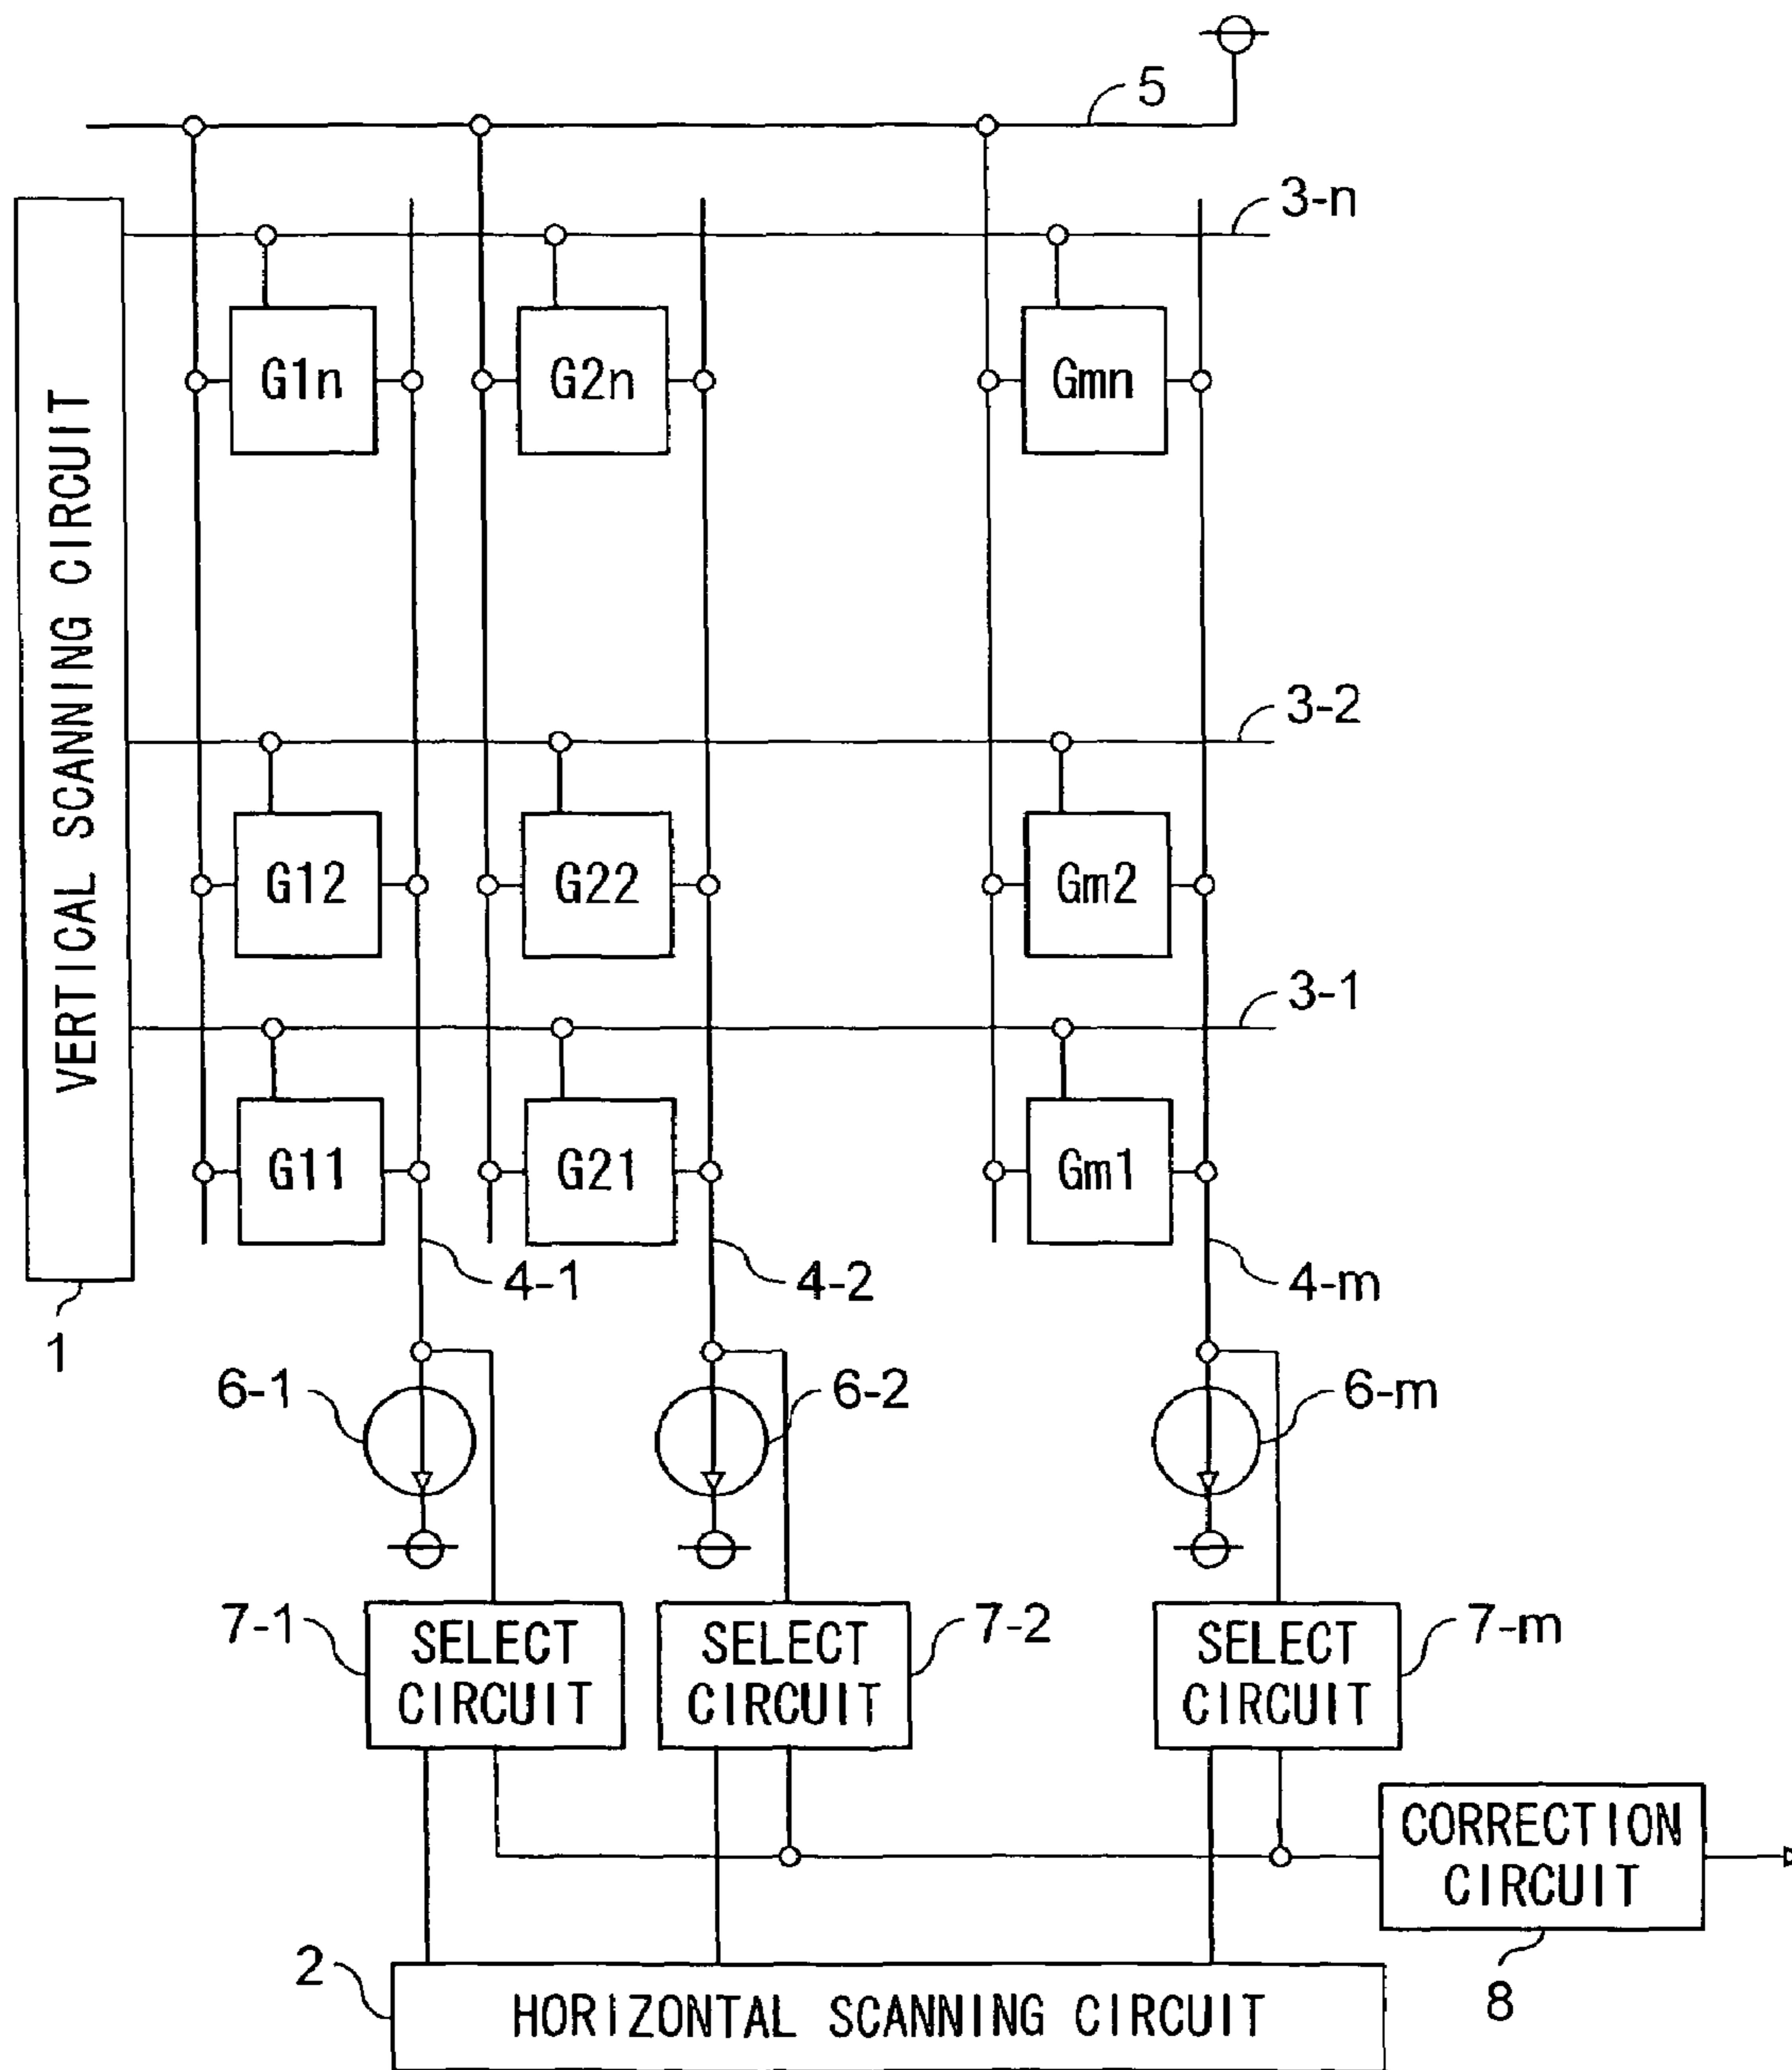 5
3-n
G1n
G2n
Gmn
VERTICAL SCANNING CIRCUIT
3-2
G12
G22
Gm2
3-1
G11
G21
Gm1
4-1
4-2
4-m
1
6-1
6-2
6-m
7-1
SELECT
CIRCUIT
7-2
SELECT
CIRCUIT
7-m
SELECT
CIRCUIT
CORRECTION
CIRCUIT
8
2
HORIZONTAL SCANNING CIRCUIT